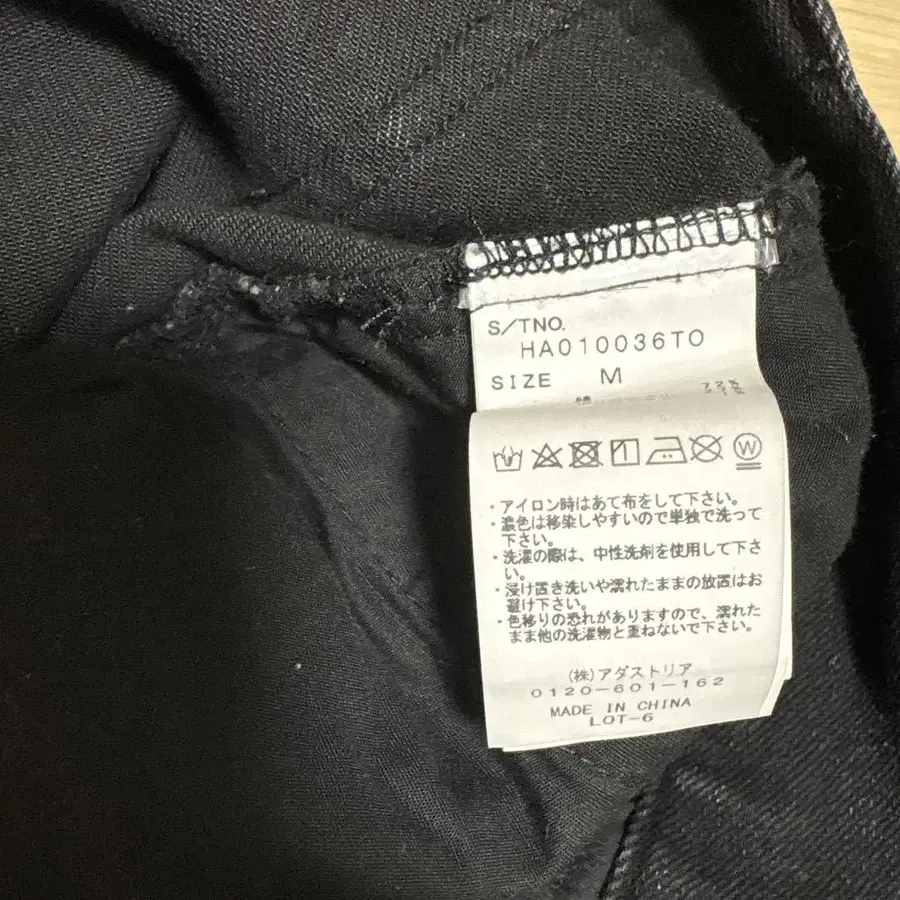 S/TNO.
HA010036TO
SIZE M
W
・アイロン時はあて布をして下さい。
・濃色は移染しやすいので単独で洗って
下さい。
・洗濯の際は、中性洗剤を使用して下さ
い。
・浸け置き洗いや濡れたままの放置はお
避け下さい。
・色移りの恐れがありますので、濡れた
まま他の洗濯物と重ねないで下さい。
(株)アダストリア
0120-601-162
MADE IN CHINA
LOT-6